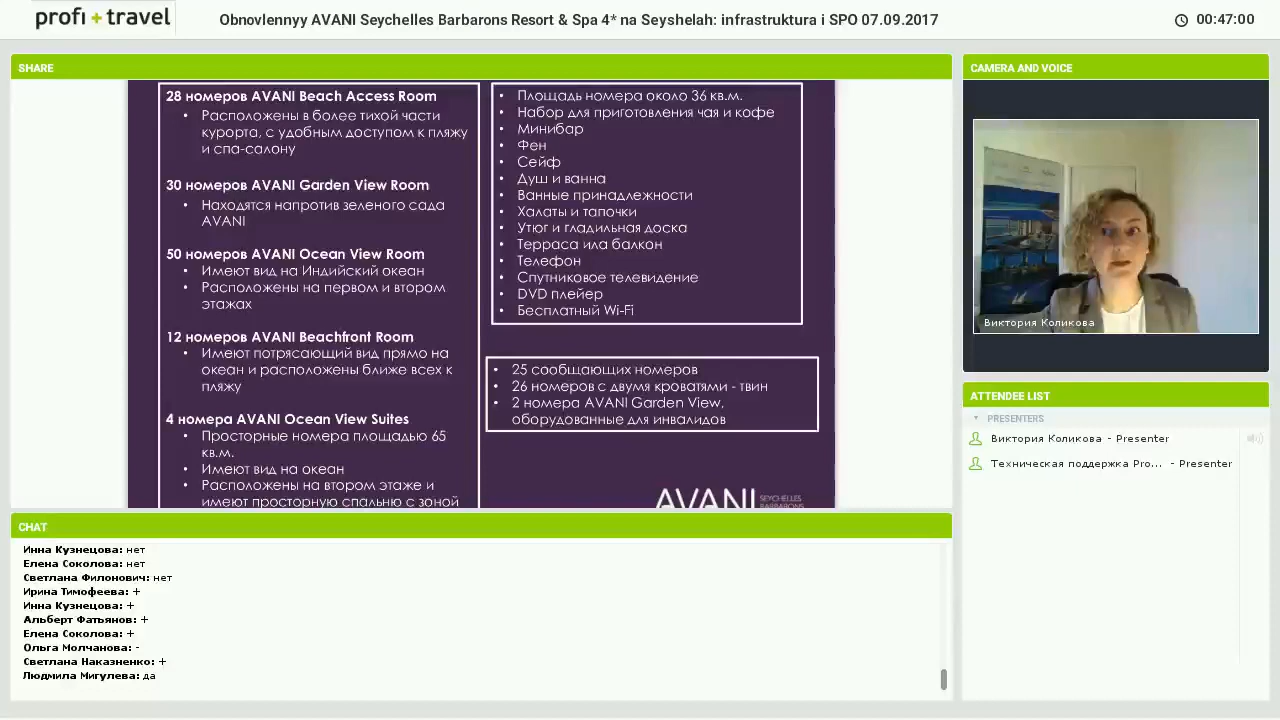 profi + travel
Obnovlennyy AVANI Seychelles Barbarons Resort & Spa 4* na Seyshelah: infrastruktura i SPO 07.09.2017
00:47:00
SHARE
28 номеров AVANI Beach Access Room
• Расположены в более тихой части
курорта, с удобным доступом к пляжу
и спа-салону
30 номеров AVANI Garden View Room
• Находятся напротив зеленого сада
AVANI
50 номеров AVANI Ocean View Room
• Имеют вид на Индийский океан
• Расположены на первом и втором
этажах
12 номеров AVANI Beachfront Room
• Имеют потрясающий вид прямо на
океан и расположены ближе всех к
пляжу
4 номера AVANI Ocean View Suites
• Просторные номера площадью 65
кв.м.
• Имеют вид на океан
• Расположены на втором этаже и
имеют просторную спальню с зоной
• Площадь номера около 36 кв.м.
• Набор для приготовления чая и кофе
• Минибар
• Фен
• Сейф
• Душ и ванна
• Ванные принадлежности
• Халаты и тапочки
• Утюг и гладильная доска
• Терраса ила балкон
• Телефон
• Спутниковое телевидение
• DVD плейер
• Бесплатный Wi-Fi
• 25 сообщающих номеров
• 26 номеров с двумя кроватями - твин
• 2 номера AVANI Garden View,
оборудованные для инвалидов
AVANI
SEYCHELLES
BARBARONS
CAMERA AND VOICE
Виктория Коликова
ATTENDEE LIST
PRESENTERS
Виктория Коликова - Presenter
Техническая поддержка Pro... - Presenter
CHAT
Инна Кузнецова: нет
Елена Соколова: нет
Светлана Филонович: нет
Ирина Тимофеева: +
Инна Кузнецова: +
Альберт Фатьянов: +
Елена Соколова: +
Ольга Молчанова: -
Светлана Наказненко: +
Людмила Мигулева: да